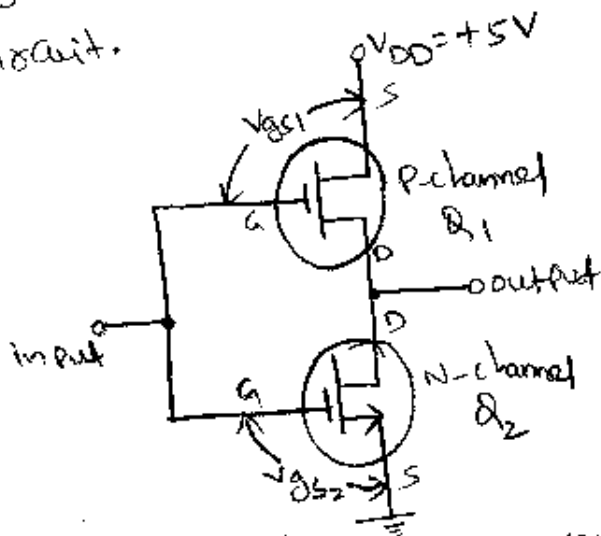 circuit.
VDD=+5V
S
Vgs1
P-channel
Q1
G
D
output
D
input
N-channel
Q2
G
Vgs2
S